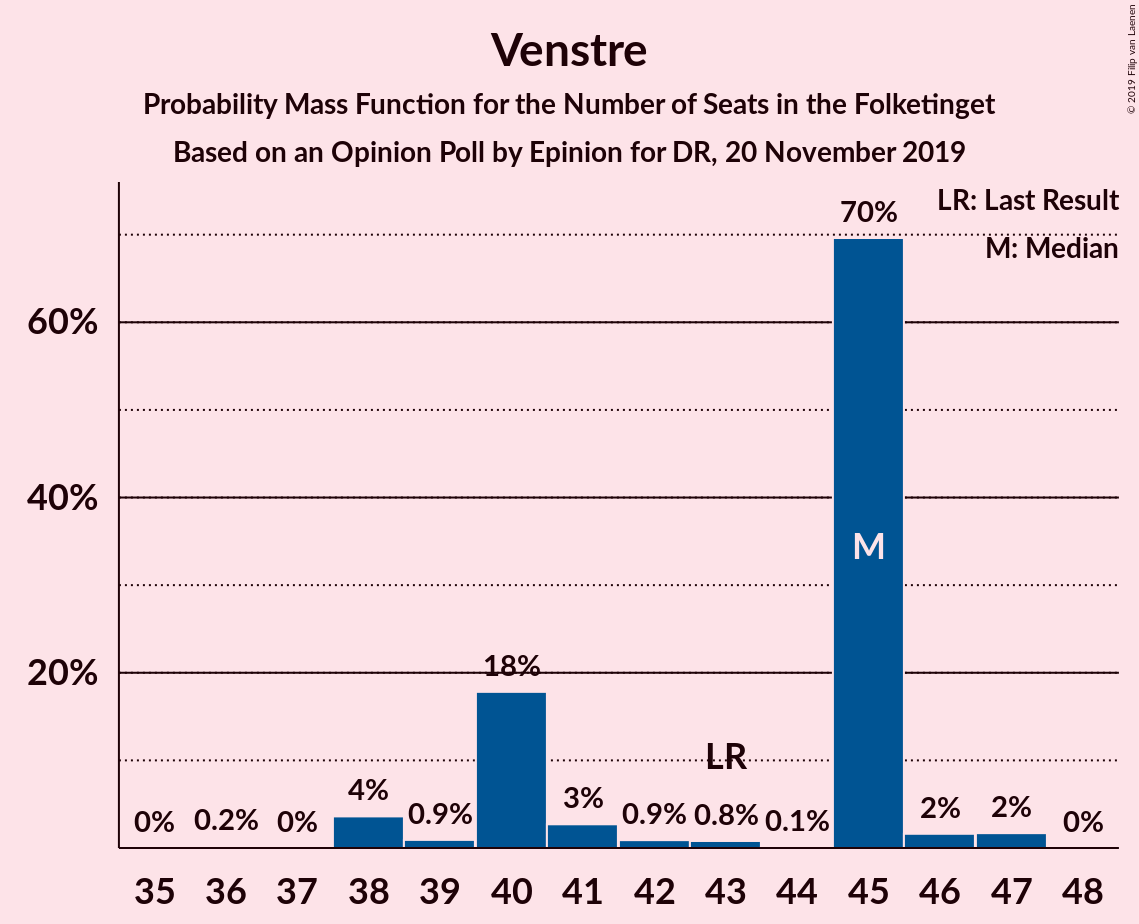 Venstre
Probability Mass Function for the Number of Seats in the Folketinget
Based on an Opinion Poll by Epinion for DR, 20 November 2019
© 2019 Filip van Laenen
LR: Last Result
M: Median
60%
40%
20%
0%
0.2%
0%
4%
0.9%
18%
3%
0.9%
0.8%
0.1%
70%
2%
2%
0%
LR
M
35 36 37 38 39 40 41 42 43 44 45 46 47 48